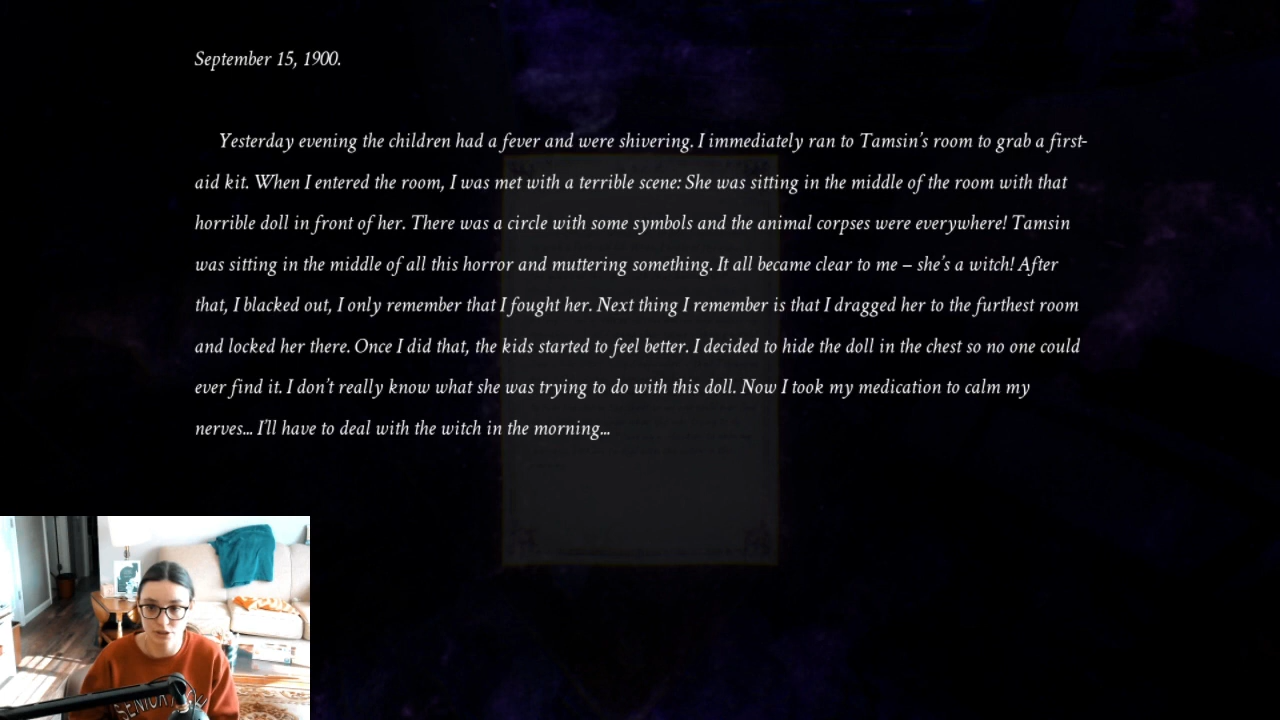 September 15, 1900.
Yesterday evening the children had a fever and were shivering. I immediately ran to Tamsin's room to grab a first-
aid kit. When I entered the room, I was met with a terrible scene: She was sitting in the middle of the room with that
horrible doll in front of her. There was a circle with some symbols and the animal corpses were everywhere! Tamsin
was sitting in the middle of all this horror and muttering something. It all became clear to me – she's a witch! After
that, I blacked out, I only remember that I fought her. Next thing I remember is that I dragged her to the furthest room
and locked her there. Once I did that, the kids started to feel better. I decided to hide the doll in the chest so no one could
ever find it. I don't really know what she was trying to do with this doll. Now I took my medication to calm my
nerves... I'll have to deal with the witch in the morning...
SENIOR